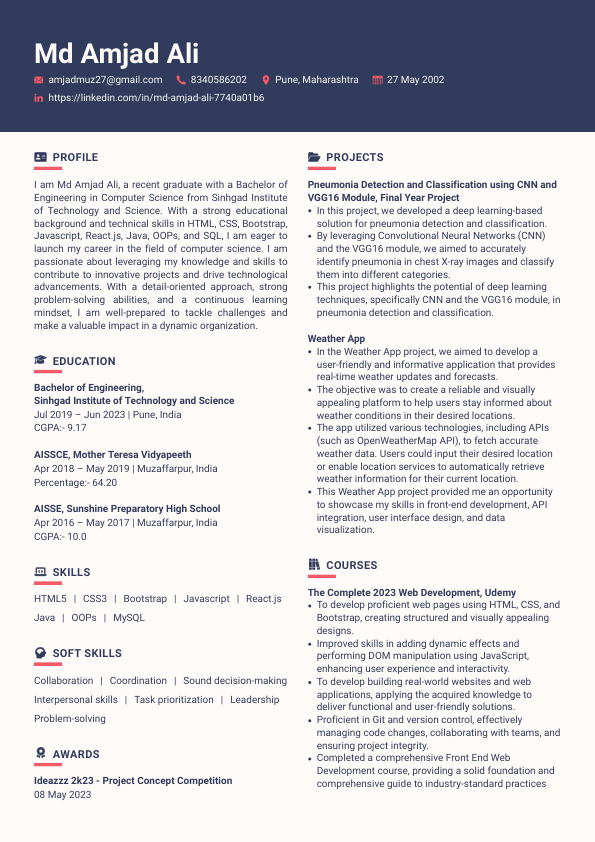 Md Amjad Ali
amjadmuz27@gmail.com 8340586202 Pune, Maharashtra 27 May 2002
https://linkedin.com/in/md-amjad-ali-7740a01b6
PROFILE
I am Md Amjad Ali, a recent graduate with a Bachelor of
Engineering in Computer Science from Sinhgad Institute
of Technology and Science. With a strong educational
background and technical skills in HTML, CSS, Bootstrap,
Javascript, React.js, Java, OOPs, and SQL, I am eager to
launch my career in the field of computer science. I am
passionate about leveraging my knowledge and skills to
contribute to innovative projects and drive technological
advancements. With a detail-oriented approach, strong
problem-solving abilities, and a continuous learning
mindset, I am well-prepared to tackle challenges and
make a valuable impact in a dynamic organization.
EDUCATION
Bachelor of Engineering,
Sinhgad Institute of Technology and Science
Jul 2019 – Jun 2023 | Pune, India
CGPA:- 9.17
AISSCE, Mother Teresa Vidyapeeth
Apr 2018 – May 2019 | Muzaffarpur, India
Percentage:- 64.20
AISSE, Sunshine Preparatory High School
Apr 2016 – May 2017 | Muzaffarpur, India
CGPA:- 10.0
SKILLS
HTML5 | CSS3 | Bootstrap | Javascript | React.js
Java | OOPs | MySQL
SOFT SKILLS
Collaboration | Coordination | Sound decision-making
Interpersonal skills | Task prioritization | Leadership
Problem-solving
AWARDS
Ideazzz 2k23 - Project Concept Competition
08 May 2023
PROJECTS
Pneumonia Detection and Classification using CNN and
VGG16 Module, Final Year Project
• In this project, we developed a deep learning-based
solution for pneumonia detection and classification.
• By leveraging Convolutional Neural Networks (CNN)
and the VGG16 module, we aimed to accurately
identify pneumonia in chest X-ray images and classify
them into different categories.
• This project highlights the potential of deep learning
techniques, specifically CNN and the VGG16 module, in
pneumonia detection and classification.
Weather App
• In the Weather App project, we aimed to develop a
user-friendly and informative application that provides
real-time weather updates and forecasts.
• The objective was to create a reliable and visually
appealing platform to help users stay informed about
weather conditions in their desired locations.
• The app utilized various technologies, including APIs
(such as OpenWeatherMap API), to fetch accurate
weather data. Users could input their desired location
or enable location services to automatically retrieve
weather information for their current location.
• This Weather App project provided me an opportunity
to showcase my skills in front-end development, API
integration, user interface design, and data
visualization.
COURSES
The Complete 2023 Web Development, Udemy
• To develop proficient web pages using HTML, CSS, and
Bootstrap, creating structured and visually appealing
designs.
• Improved skills in adding dynamic effects and
performing DOM manipulation using JavaScript,
enhancing user experience and interactivity.
• To develop building real-world websites and web
applications, applying the acquired knowledge to
deliver functional and user-friendly solutions.
• Proficient in Git and version control, effectively
managing code changes, collaborating with teams, and
ensuring project integrity.
• Completed a comprehensive Front End Web
Development course, providing a solid foundation and
comprehensive guide to industry-standard practices